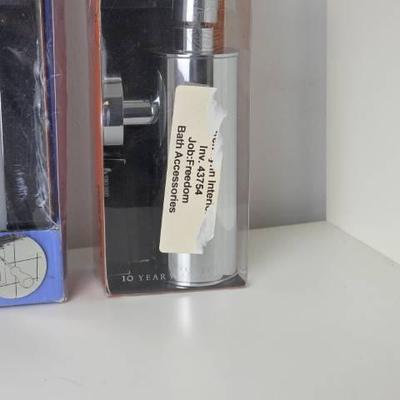 Inv. 43754
Job:Freedom
Bath Accessories
10 YEAR